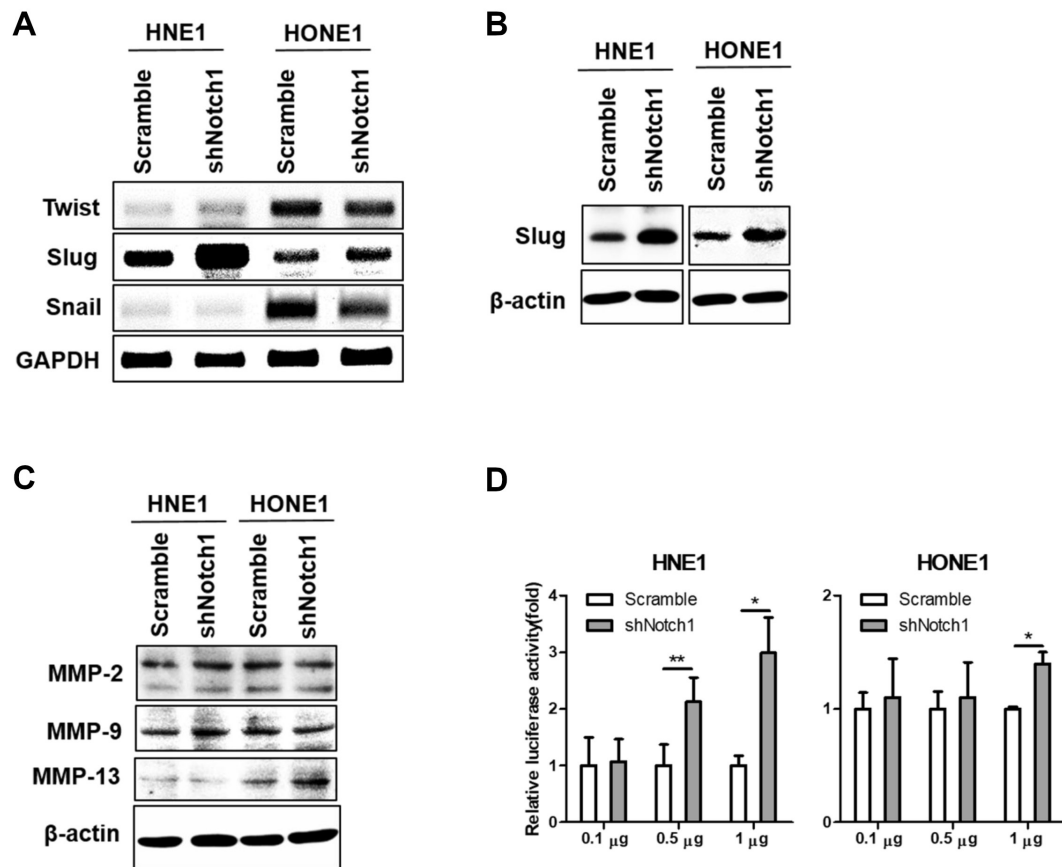 A
HNE1 HONE1
Scramble shNotch1 Scramble shNotch1
Twist
Slug
Snail
GAPDH
B
HNE1 HONE1
Scramble shNotch1 Scramble shNotch1
Slug
β-actin
C
HNE1 HONE1
Scramble shNotch1 Scramble shNotch1
MMP-2
MMP-9
MMP-13
β-actin
D
HNE1
Relative luciferase activity(fold)
8
6
4
2
0
Scramble
shNotch1
**
*
0.1 μg 0.5 μg 1 μg
HONE1
2
1
0
Scramble
shNotch1
*
0.1 μg 0.5 μg 1 μg